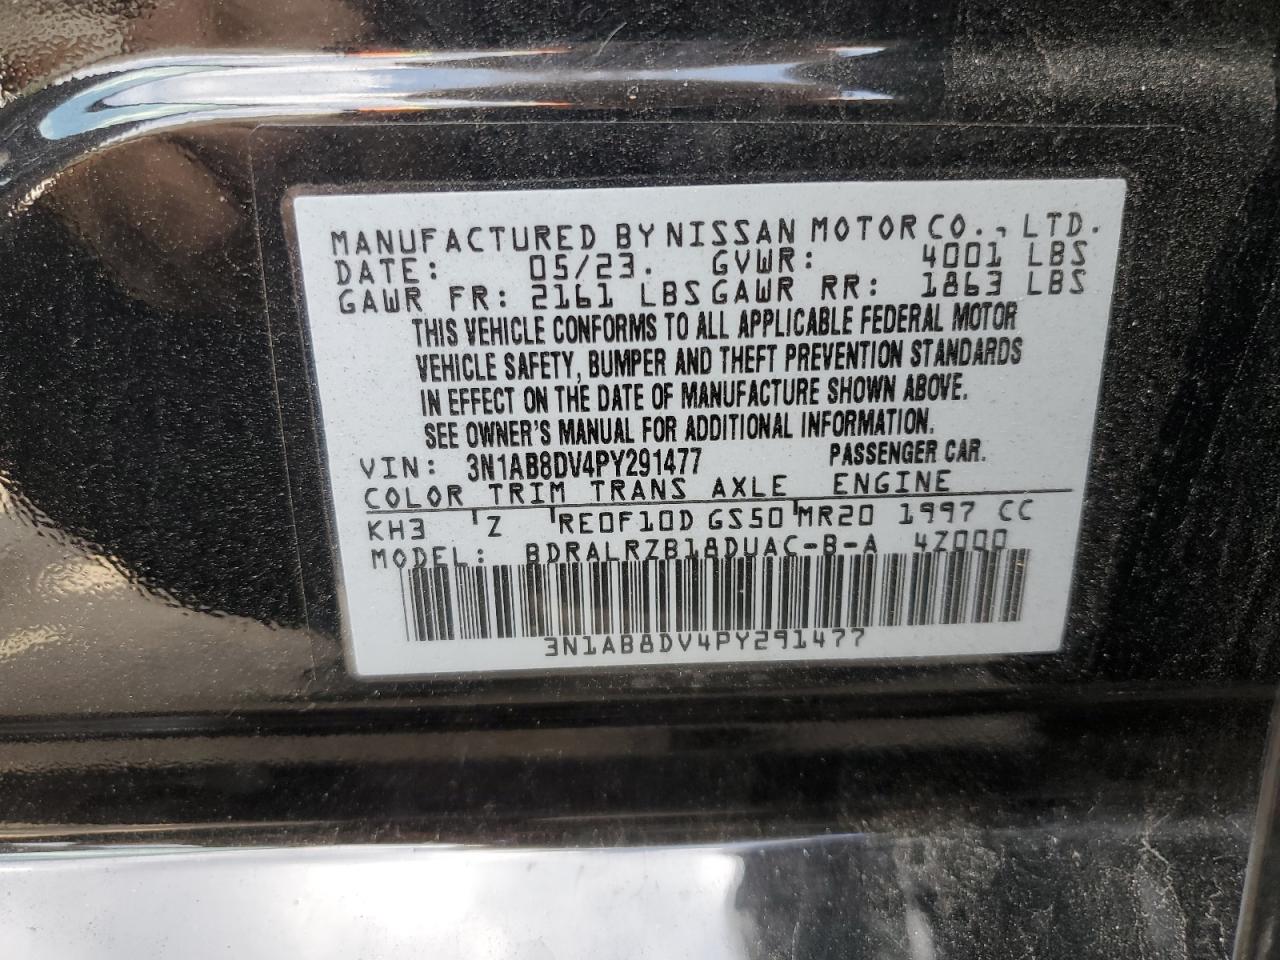 MANUFACTURED BY NISSAN MOTOR CO., LTD.
DATE: 05/23. GVWR: 4001 LBS
GAWR FR: 2161 LBS GAWR RR: 1863 LBS
THIS VEHICLE CONFORMS TO ALL APPLICABLE FEDERAL MOTOR
VEHICLE SAFETY, BUMPER AND THEFT PREVENTION STANDARDS
IN EFFECT ON THE DATE OF MANUFACTURE SHOWN ABOVE.
SEE OWNER'S MANUAL FOR ADDITIONAL INFORMATION.
VIN: 3N1AB8DV4PY291477 PASSENGER CAR.
COLOR TRIM TRANS AXLE ENGINE
KH3 Z RE0F10D GS50 MR20 1997 CC
MODEL: BDRALRZB18DUAC-B-A 4Z000
3N1AB8DV4PY291477